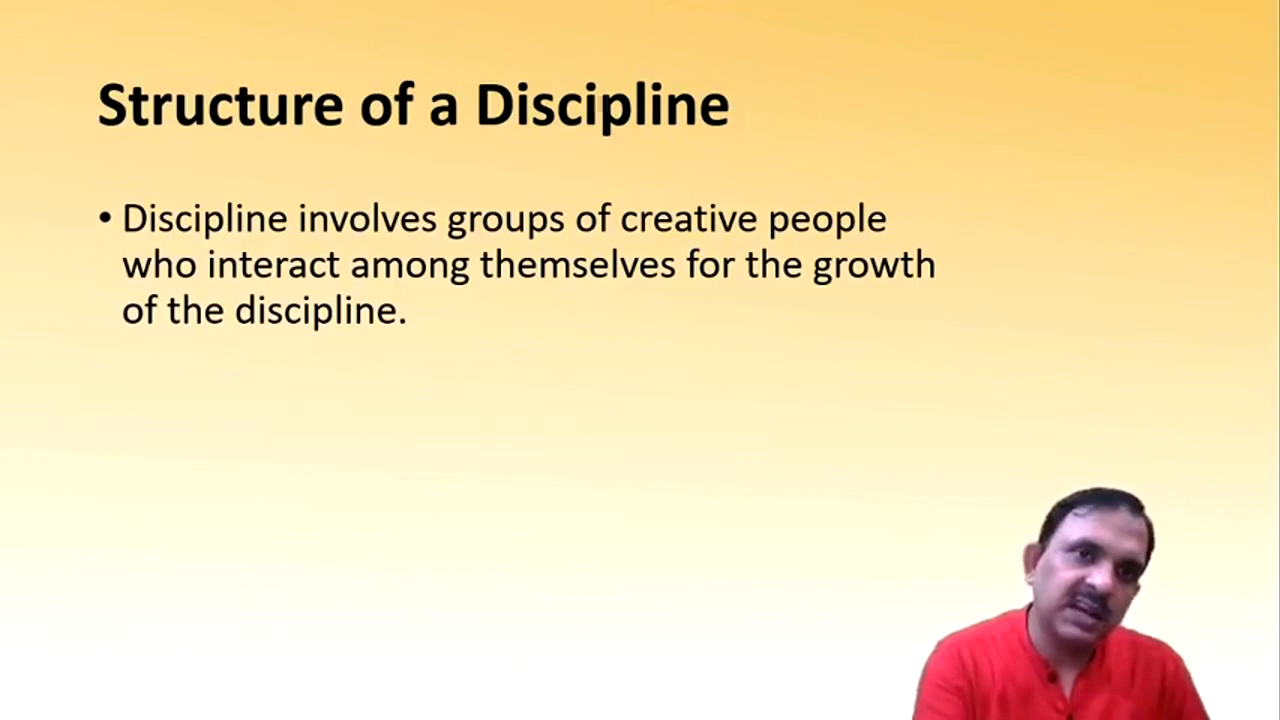 Structure of a Discipline
• Discipline involves groups of creative people
who interact among themselves for the growth
of the discipline.